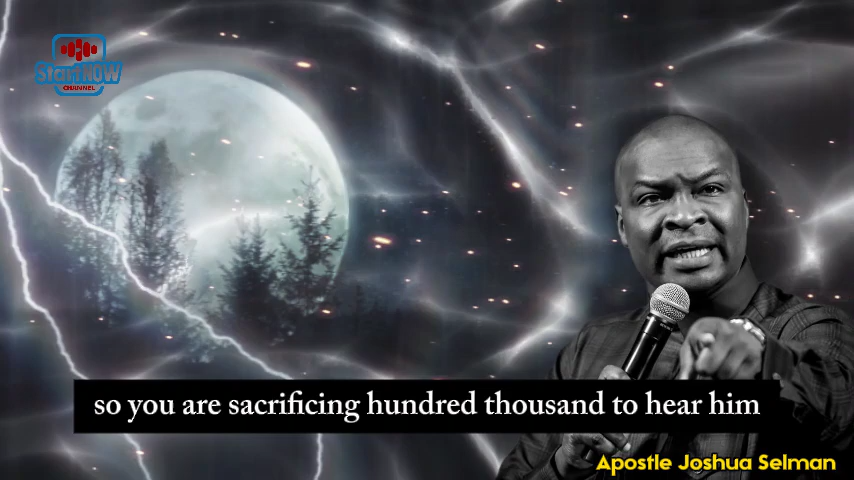 StartNOW
CHANNEL
so you are sacrificing hundred thousand to hear him
Apostle Joshua Selman